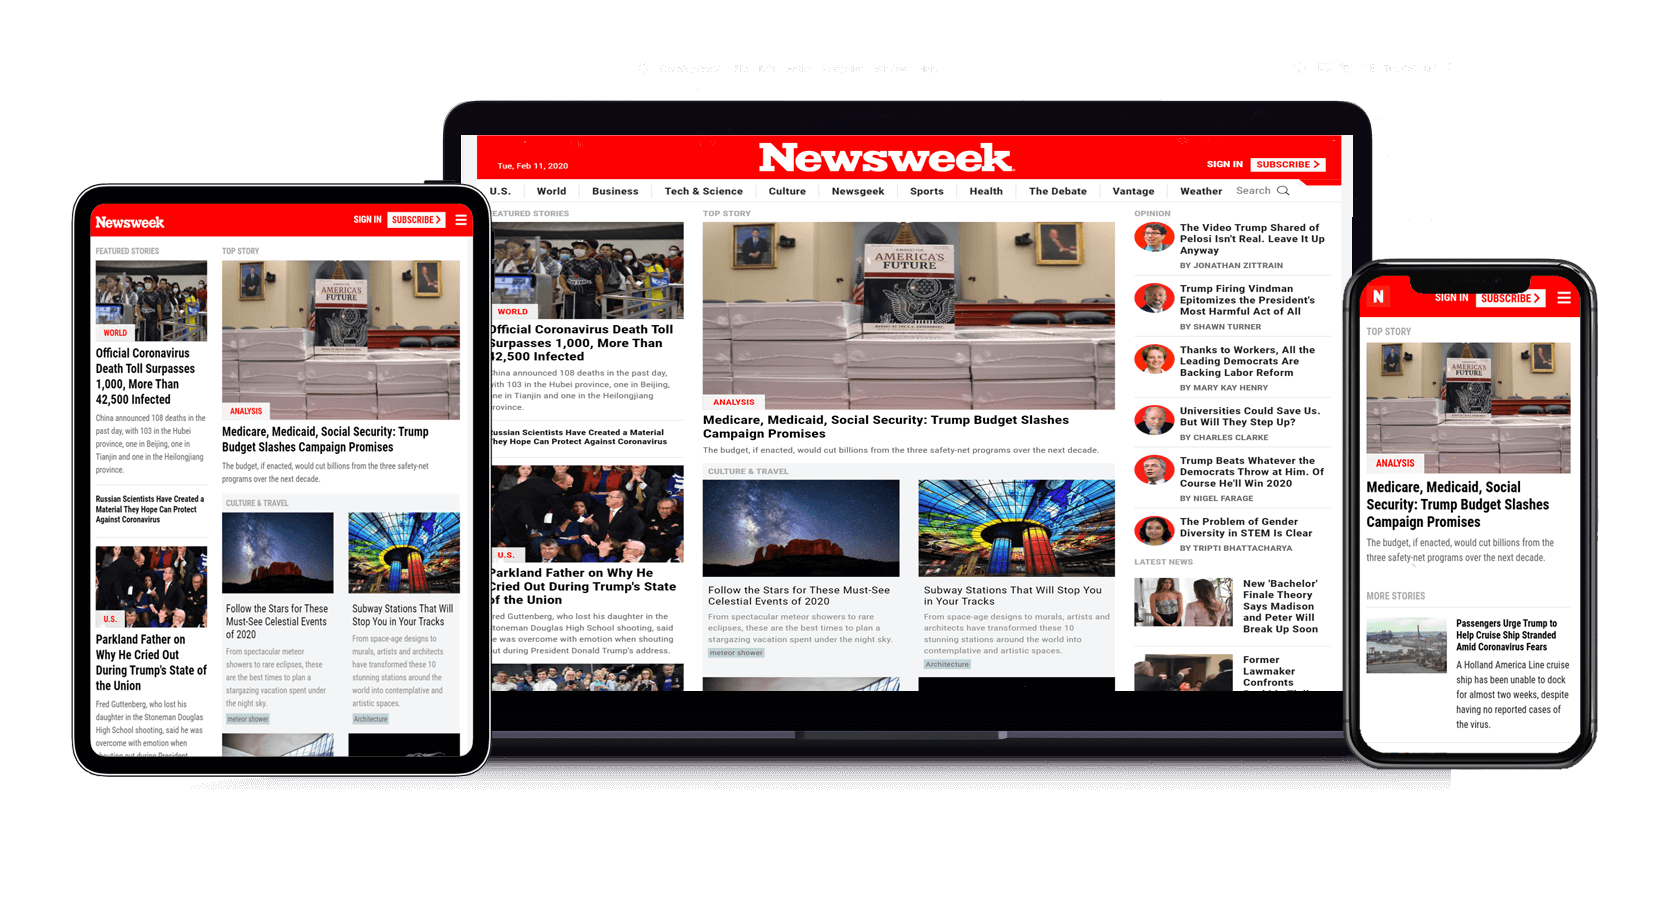 Newsweek
SIGN IN
SUBSCRIBE
FEATURED STORIES
WORLD
Official Coronavirus
Death Toll Surpasses
1,000, More Than
42,500 Infected
China announced 108 deaths in the
past day, with 103 in the Hubei
province, one in Beijing, one in
Tianjin and one in the Heilongjiang
province.
Russian Scientists Have Created a
Material They Hope Can Protect
Against Coronavirus
U.S.
Parkland Father on
Why He Cried Out
During Trump's State of
the Union
Fred Guttenberg, who lost his
daughter in the Stoneman Douglas
High School shooting, said he was
overcome with emotion when
shouting out during President
TOP STORY
AMERICA'S
FUTURE
ANALYSIS
Medicare, Medicaid, Social Security: Trump
Budget Slashes Campaign Promises
The budget, if enacted, would cut billions from the three safety-net
programs over the next decade.
CULTURE & TRAVEL
Follow the Stars for These
Must-See Celestial Events
of 2020
From spectacular meteor
showers to rare eclipses, these
are the best times to plan a
stargazing vacation spent under
the night sky.
meteor shower
Subway Stations That Will
Stop You in Your Tracks
From space-age designs to
murals, artists and architects
have transformed these 10
stunning stations around the
world into contemplative and
artistic spaces.
Architecture
Tue, Feb 11, 2020
Newsweek
SIGN IN
SUBSCRIBE
U.S.
World
Business
Tech & Science
Culture
Newsgeek
Sports
Health
The Debate
Vantage
Weather
Search
FEATURED STORIES
WORLD
Official Coronavirus Death Toll
Surpasses 1,000, More Than
42,500 Infected
China announced 108 deaths in the past day,
with 103 in the Hubei province, one in Beijing,
one in Tianjin and one in the Heilongjiang
province.
Russian Scientists Have Created a Material
They Hope Can Protect Against Coronavirus
U.S.
Parkland Father on Why He
Cried Out During Trump's State
of the Union
Fred Guttenberg, who lost his daughter in the
Stoneman Douglas High School shooting, said
he was overcome with emotion when shouting
out during President Donald Trump's address.
TOP STORY
AMERICA'S
FUTURE
ANALYSIS
Medicare, Medicaid, Social Security: Trump Budget Slashes
Campaign Promises
The budget, if enacted, would cut billions from the three safety-net programs over the next decade.
CULTURE & TRAVEL
Follow the Stars for These Must-See
Celestial Events of 2020
From spectacular meteor showers to rare
eclipses, these are the best times to plan a
stargazing vacation spent under the night sky.
meteor shower
Subway Stations That Will Stop You
in Your Tracks
From space-age designs to murals, artists and
architects have transformed these 10
stunning stations around the world into
contemplative and artistic spaces.
Architecture
OPINION
The Video Trump Shared of
Pelosi Isn't Real. Leave It Up
Anyway
BY JONATHAN ZITTRAIN
Trump Firing Vindman
Epitomizes the President's
Most Harmful Act of All
BY SHAWN TURNER
Thanks to Workers, All the
Leading Democrats Are
Backing Labor Reform
BY MARY KAY HENRY
Universities Could Save Us.
But Will They Step Up?
BY CHARLES CLARKE
Trump Beats Whatever the
Democrats Throw at Him. Of
Course He'll Win 2020
BY NIGEL FARAGE
The Problem of Gender
Diversity in STEM Is Clear
BY TRIPTI BHATTACHARYA
LATEST NEWS
New 'Bachelor'
Finale Theory
Says Madison
and Peter Will
Break Up Soon
Former
Lawmaker
Confronts
N
SIGN IN
SUBSCRIBE
TOP STORY
AMERICA'S
FUTURE
ANALYSIS
Medicare, Medicaid, Social
Security: Trump Budget Slashes
Campaign Promises
The budget, if enacted, would cut billions from the
three safety-net programs over the next decade.
MORE STORIES
Passengers Urge Trump to
Help Cruise Ship Stranded
Amid Coronavirus Fears
A Holland America Line cruise
ship has been unable to dock
for almost two weeks, despite
having no reported cases of
the virus.